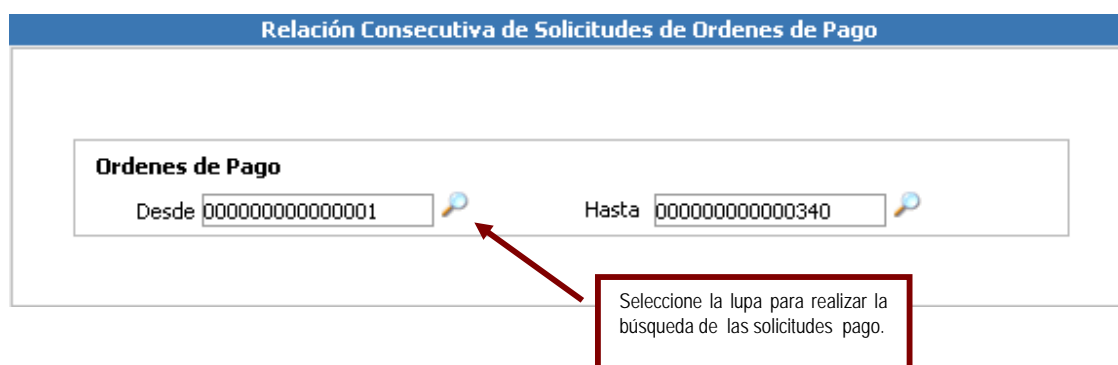 Relación Consecutiva de Solicitudes de Ordenes de Pago
Ordenes de Pago
Desde 000000000000001 Hasta 000000000000340
Seleccione la lupa para realizar la
búsqueda de las solicitudes pago.